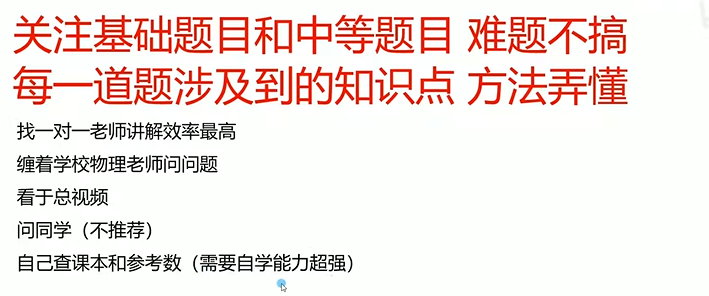 关注基础题目和中等题目 难题不搞
每一道题涉及到的知识点 方法弄懂
找一对一老师讲解效率最高
缠着学校物理老师问问题
看于总视频
问同学（不推荐）
自己查课本和参考数（需要自学能力超强）